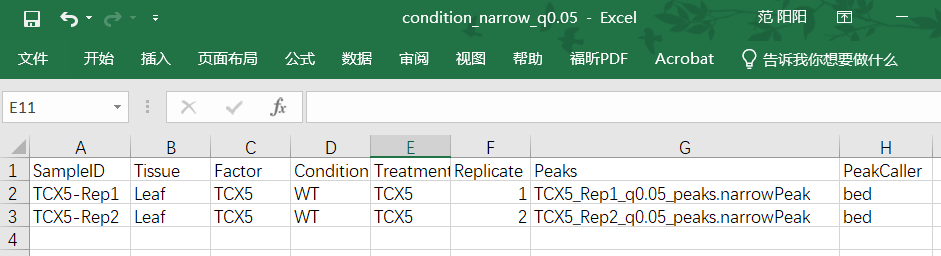 condition_narrow_q0.05 - Excel
范 阳阳
文件 开始 插入 页面布局 公式 数据 审阅 视图 帮助 福昕PDF Acrobat 告诉我你想要做什么
E11 fx
A B C D E F G H
1 SampleID Tissue Factor Condition Treatment Replicate Peaks PeakCaller
2 TCX5-Rep1 Leaf TCX5 WT TCX5 1 TCX5_Rep1_q0.05_peaks.narrowPeak bed
3 TCX5-Rep2 Leaf TCX5 WT TCX5 2 TCX5_Rep2_q0.05_peaks.narrowPeak bed
4